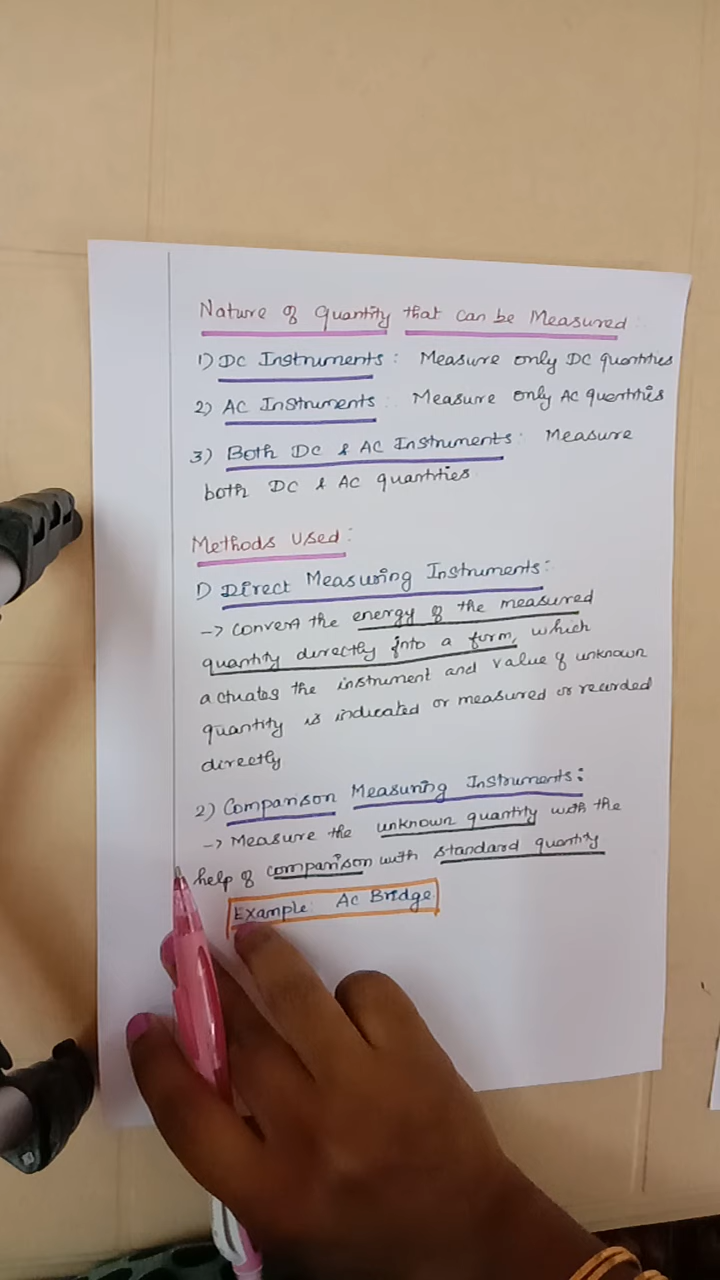 Nature of Quantity that can be Measured:
1) DC Instruments: Measure only DC quantities
2) AC Instruments: Measure only AC quantities
3) Both DC & AC Instruments: Measure
both DC & AC quantities
Methods Used:
1) Direct Measuring Instruments:
-> Convert the energy of the measured
quantity directly into a form, which
actuates the instrument and value of unknown
quantity is indicated or measured or recorded
directly
2) Comparison Measuring Instruments:
-> Measure the unknown quantity with the
help of comparison with standard quantity
Example: AC Bridge